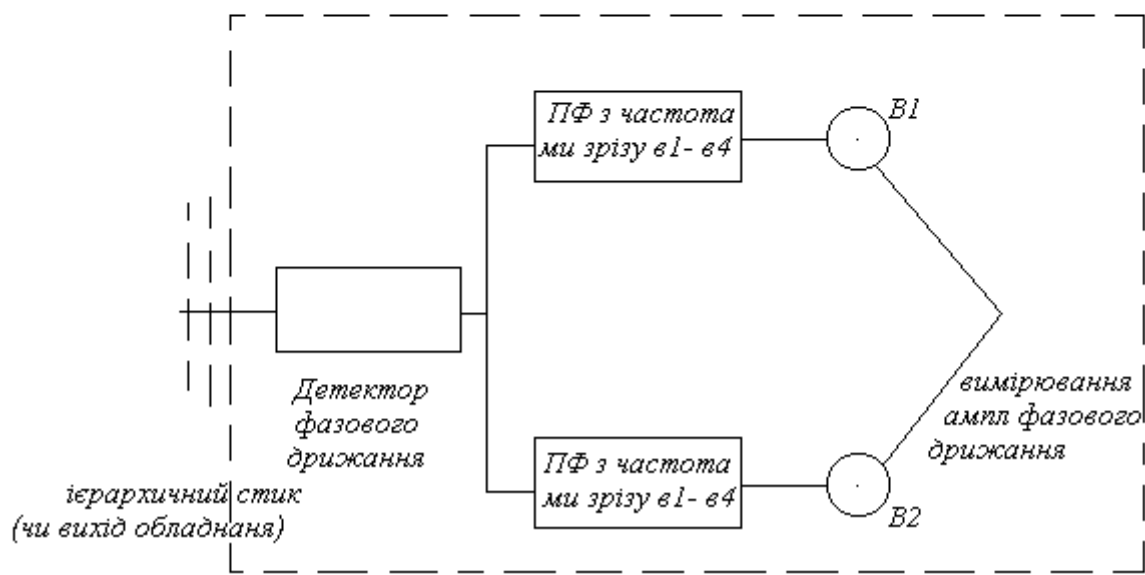 ПФ з частота
ми зрізу в1- в4
В1
Детектор
фазового
дрижання
вимірювання
ампл фазового
дрижання
ПФ з частота
ми зрізу в1- в4
В2
ієрархичний стик
(чи вихід обладнаня)